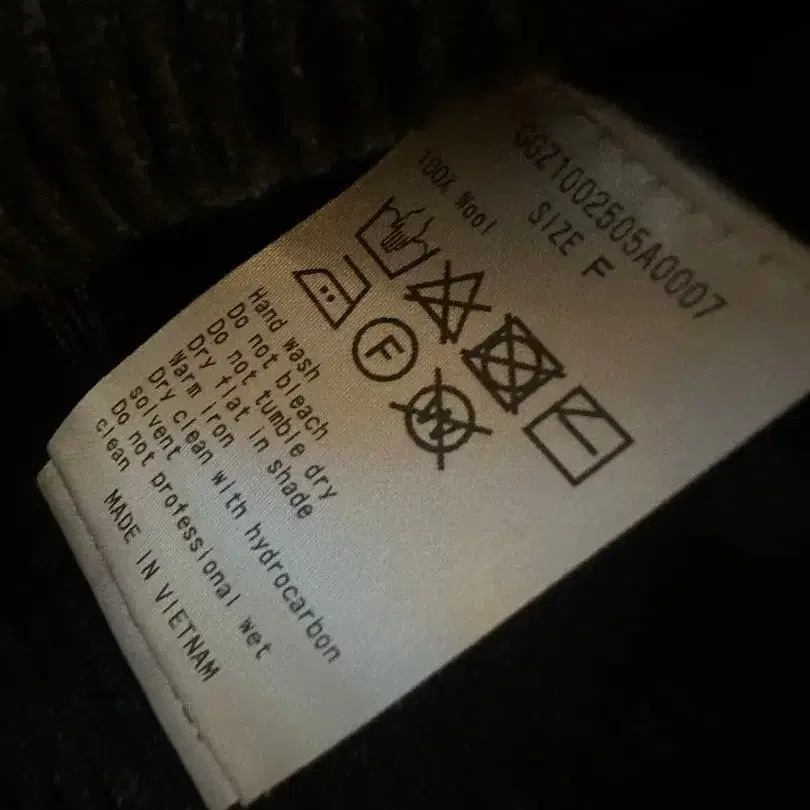 GGZ1002505A0007
SIZE F
100% Wool
F
W
Hand wash
Do not bleach
Do not tumble dry
Dry flat in shade
Warm iron
Dry clean with hydrocarbon
solvent
Do not professional wet
clean
MADE IN VIETNAM